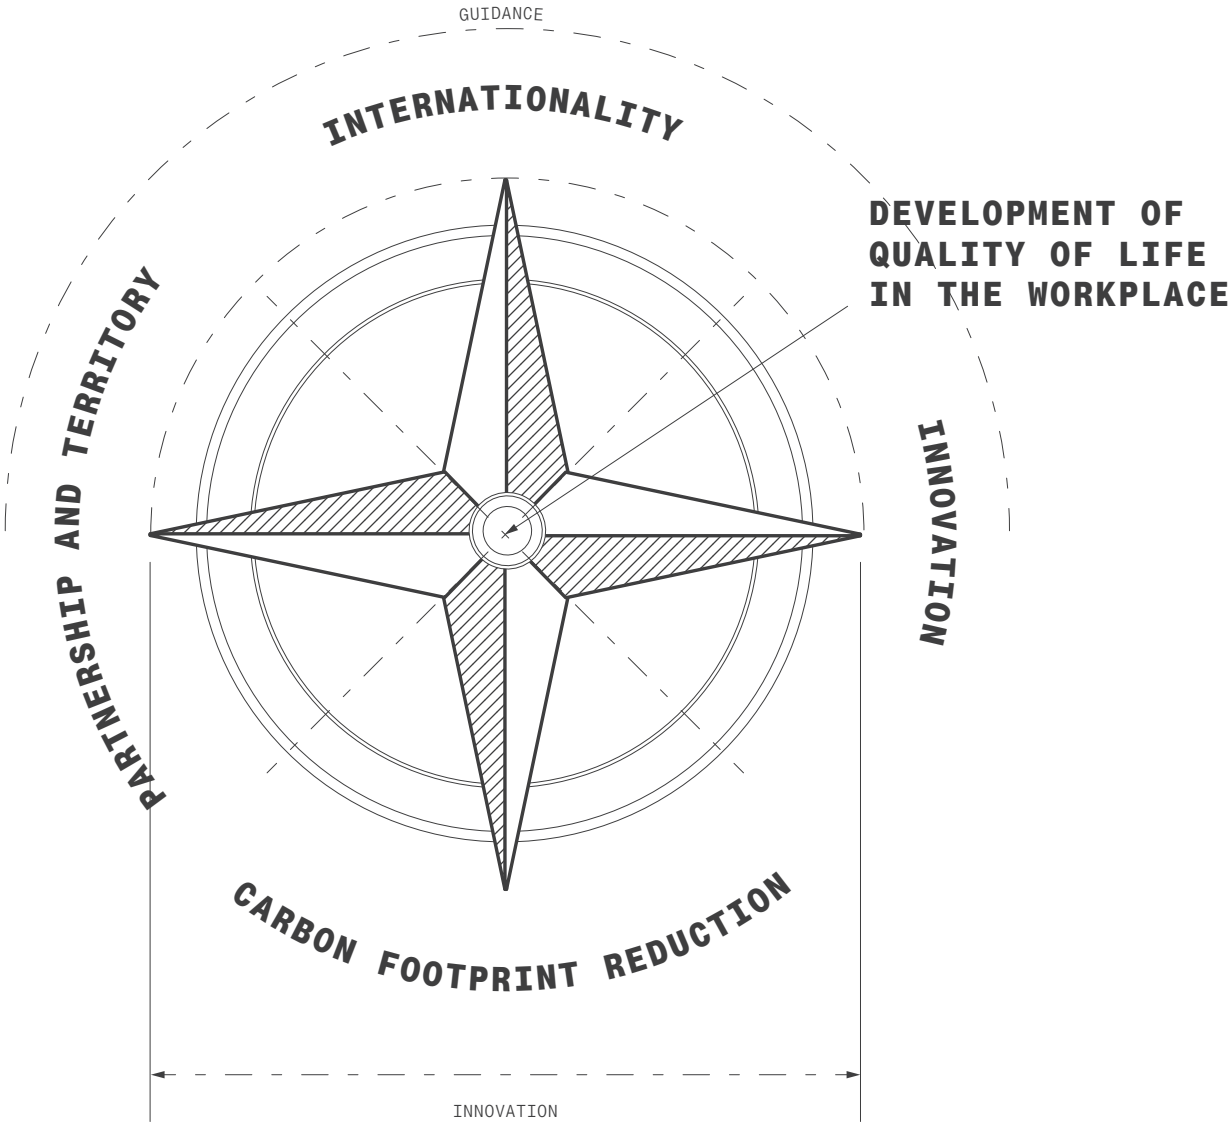 GUIDANCE
INTERNATIONALITY
DEVELOPMENT OF
QUALITY OF LIFE
IN THE WORKPLACE
PARTNERSHIP AND TERRITORY
INNOVATION
CARBON FOOTPRINT REDUCTION
INNOVATION